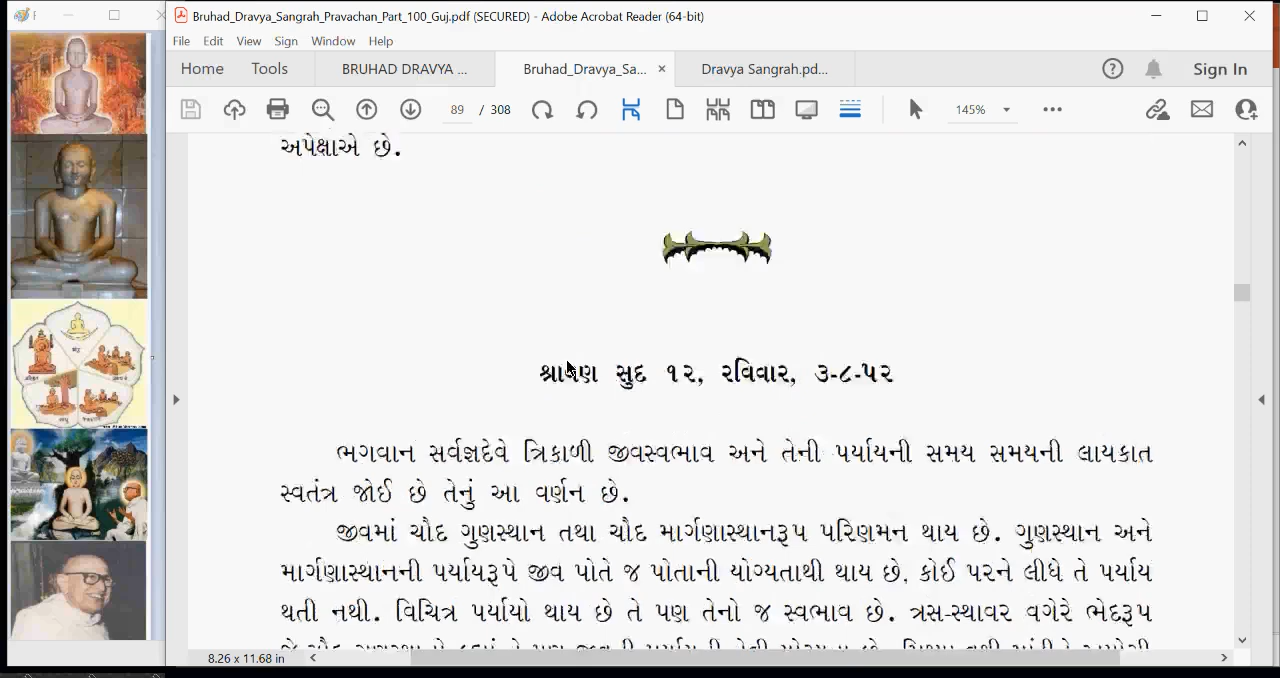 Bruhad_Dravya_Sangrah_Pravachan_Part_100_Guj.pdf (SECURED) - Adobe Acrobat Reader (64-bit)
File Edit View Sign Window Help
Home Tools BRUHAD DRAVYA ... Bruhad_Dravya_Sa... × Dravya Sangrah.pd... Sign In
89 / 308 145%
અપેક્ષાએ છે.
શ્રાવણ સુદ ૧૨, રવિવાર, ૩-૮-૫૨
ભગવાન સર્વજ્ઞદેવે ત્રિકાળી જીવસ્વભાવ અને તેની પર્યાયની સમય સમયની લાયકાત
સ્વતંત્ર જોઈ છે તેનું આ વર્ણન છે.
જીવમાં ચૌદ ગુણસ્થાન તથા ચૌદ માર્ગણાસ્થાનરૂપ પરિણમન થાય છે. ગુણસ્થાન અને
માર્ગણાસ્થાનની પર્યાયરૂપે જીવ પોતે જ પોતાની યોગ્યતાથી થાય છે, કોઈ પરને લીધે તે પર્યાય
થતી નથી. વિચિત્ર પર્યાયો થાય છે તે પણ તેનો જ સ્વભાવ છે. ત્રસ-સ્થાવર વગેરે ભેદરૂપ
8.26 x 11.68 in